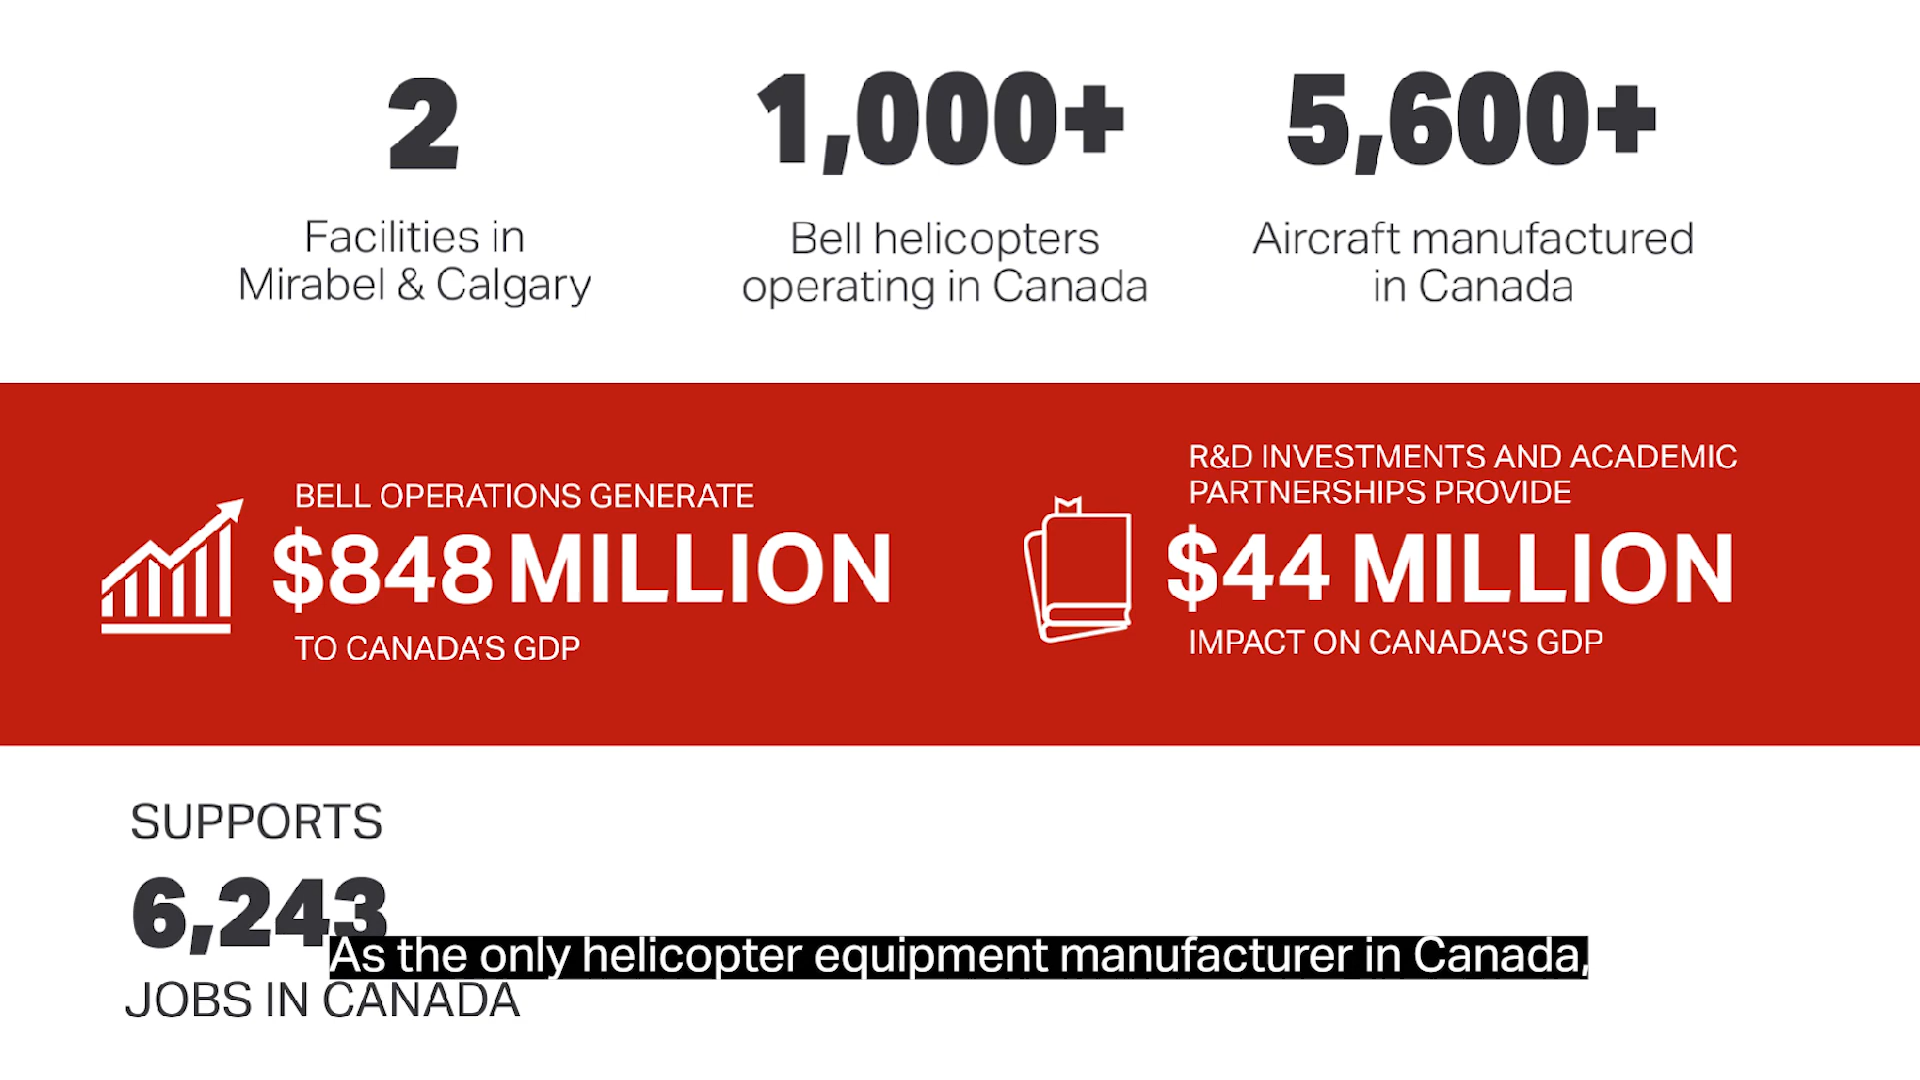 2
Facilities in
Mirabel & Calgary
1,000+
Bell helicopters
operating in Canada
5,600+
Aircraft manufactured
in Canada
BELL OPERATIONS GENERATE
$848 MILLION
TO CANADA'S GDP
R&D INVESTMENTS AND ACADEMIC
PARTNERSHIPS PROVIDE
$44 MILLION
IMPACT ON CANADA'S GDP
SUPPORTS
6,243
JOBS IN CANADA
As the only helicopter equipment manufacturer in Canada,